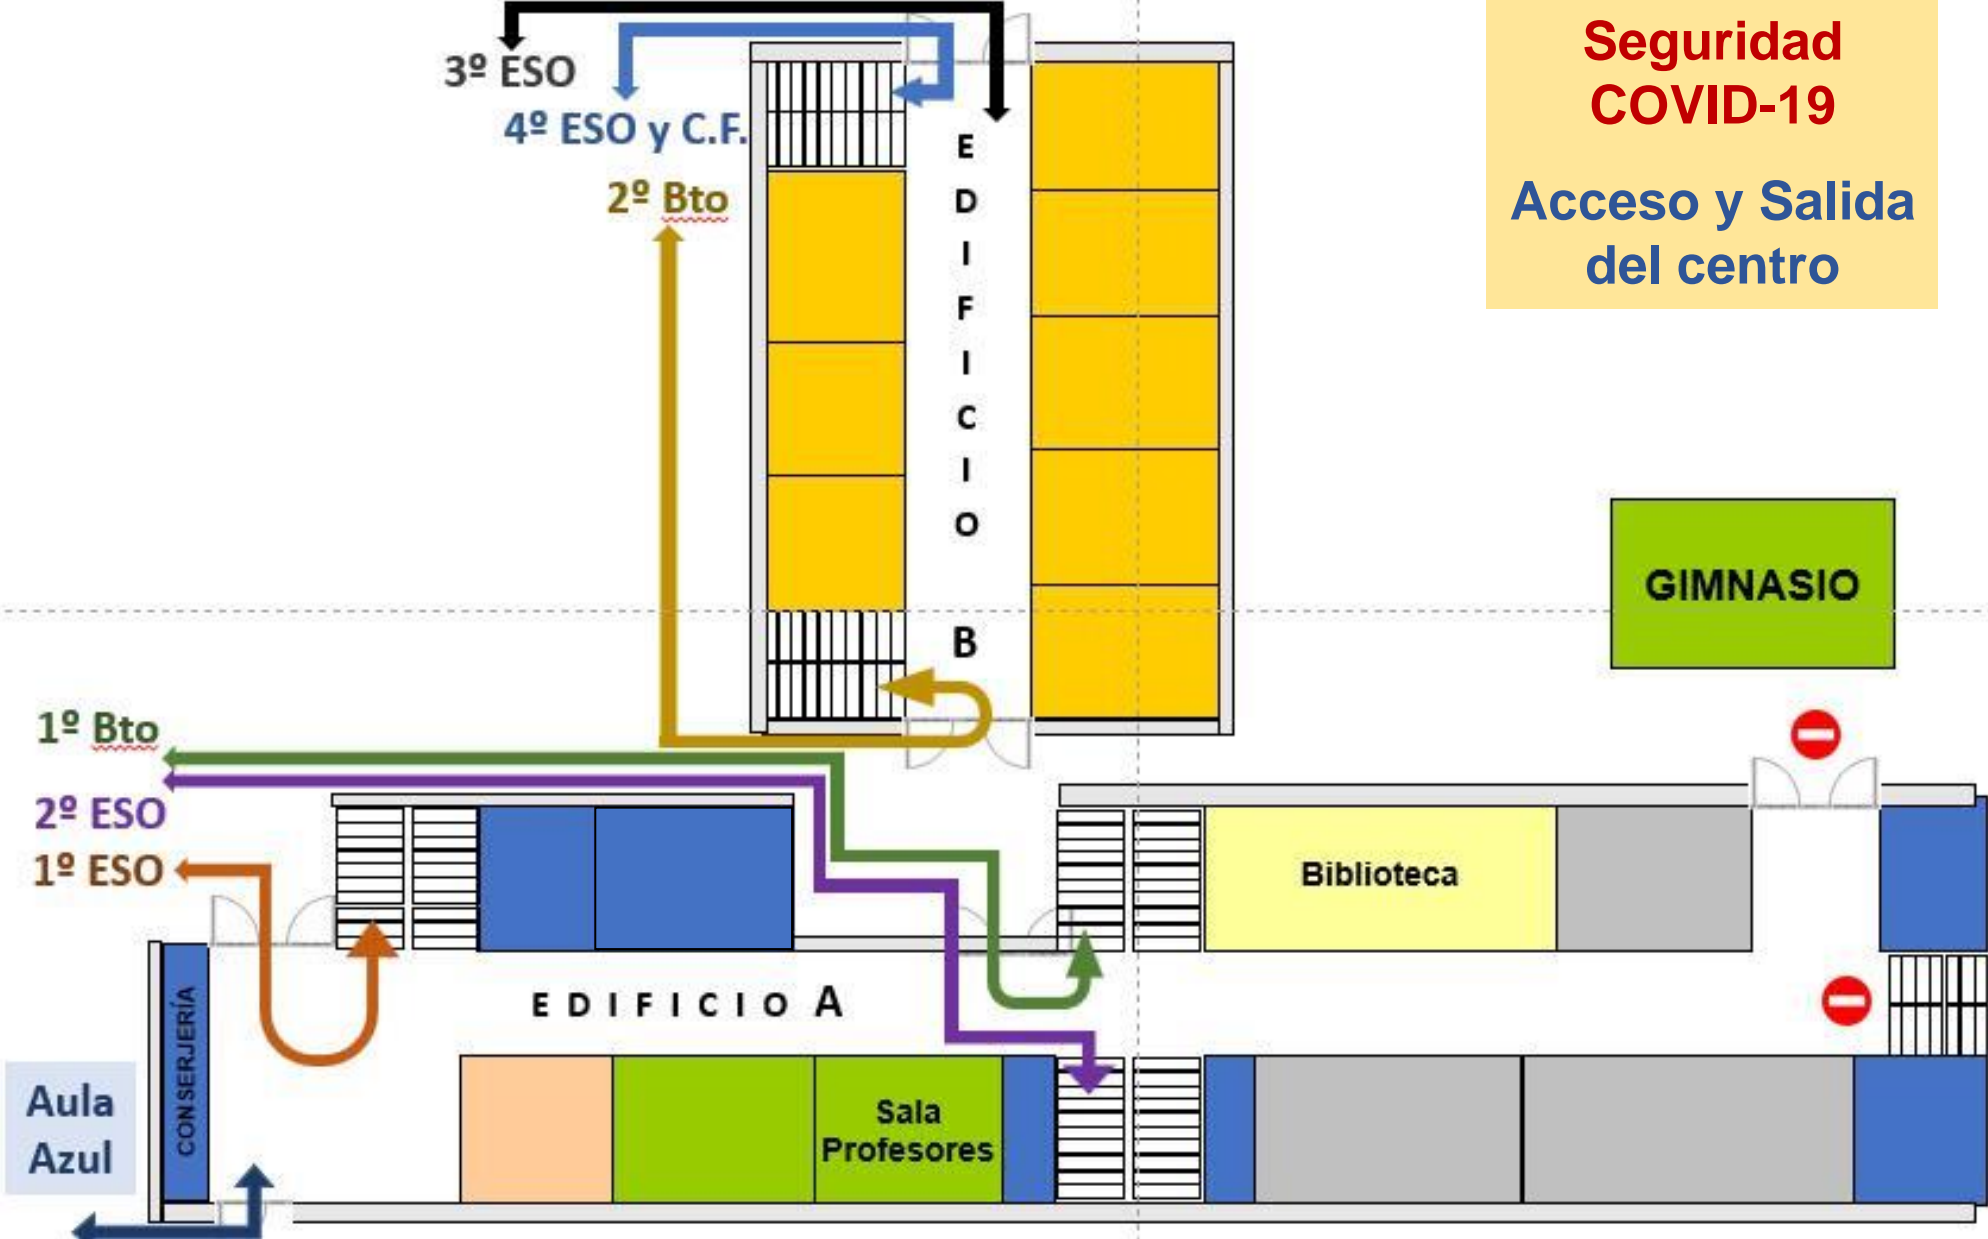 Seguridad
COVID-19
Acceso y Salida
del centro
3º ESO
4º ESO y C.F.
2º Bto
EDIFICIO
B
GIMNASIO
1º Bto
2º ESO
1º ESO
Biblioteca
EDIFICIO A
CONSERJERÍA
Aula
Azul
Sala
Profesores